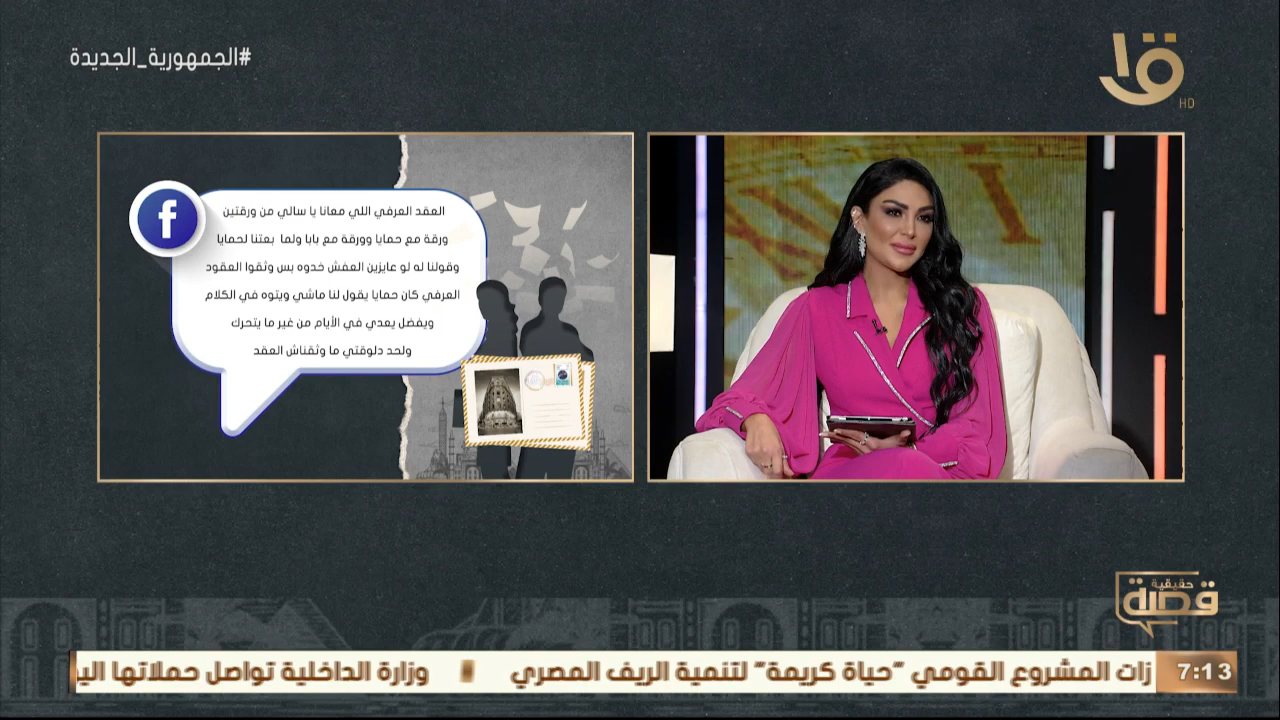 #الجمهورية_الجديدة
HD
f
العقد العرفي اللي معانا يا سالي من ورقتين
ورقة مع حمايا وورقة مع بابا ولما بعتنا لحمايا
وقولنا له لو عايزين العفش خدوه بس وثقوا العقود
العرفي كان حمايا يقول لنا ماشي ويتوه في الكلام
ويفضل يعدي في الأيام من غير ما يتحرك
ولحد دلوقتي ما وثقناش العقد
قصة حقيقية
7:13
زات المشروع القومي "حياة كريمة" لتنمية الريف المصري
وزارة الداخلية تواصل حملاتها الي